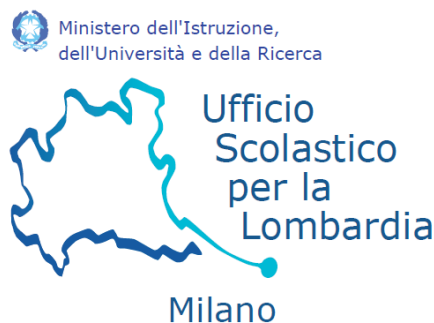 Ministero dell'Istruzione,
dell'Università e della Ricerca
Ufficio
Scolastico
per la
Lombardia
Milano